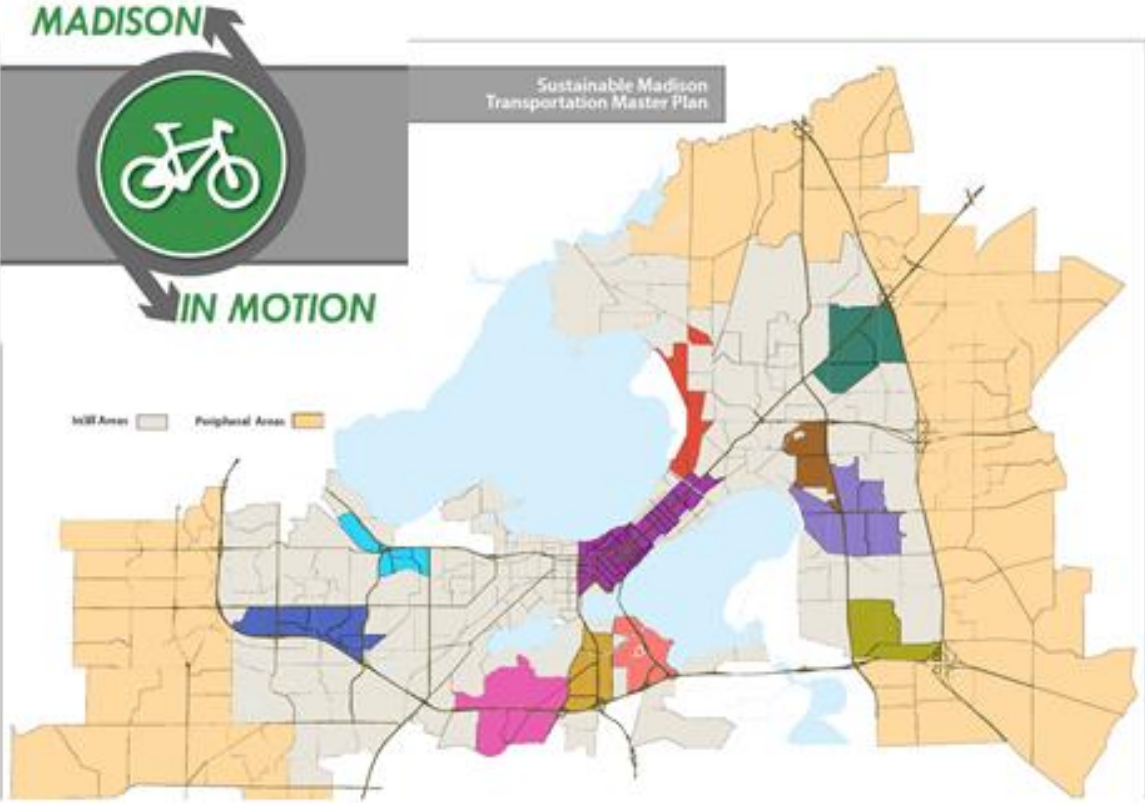 MADISON
Sustainable Madison
Transportation Master Plan
IN MOTION
Infill Areas
Peripheral Areas